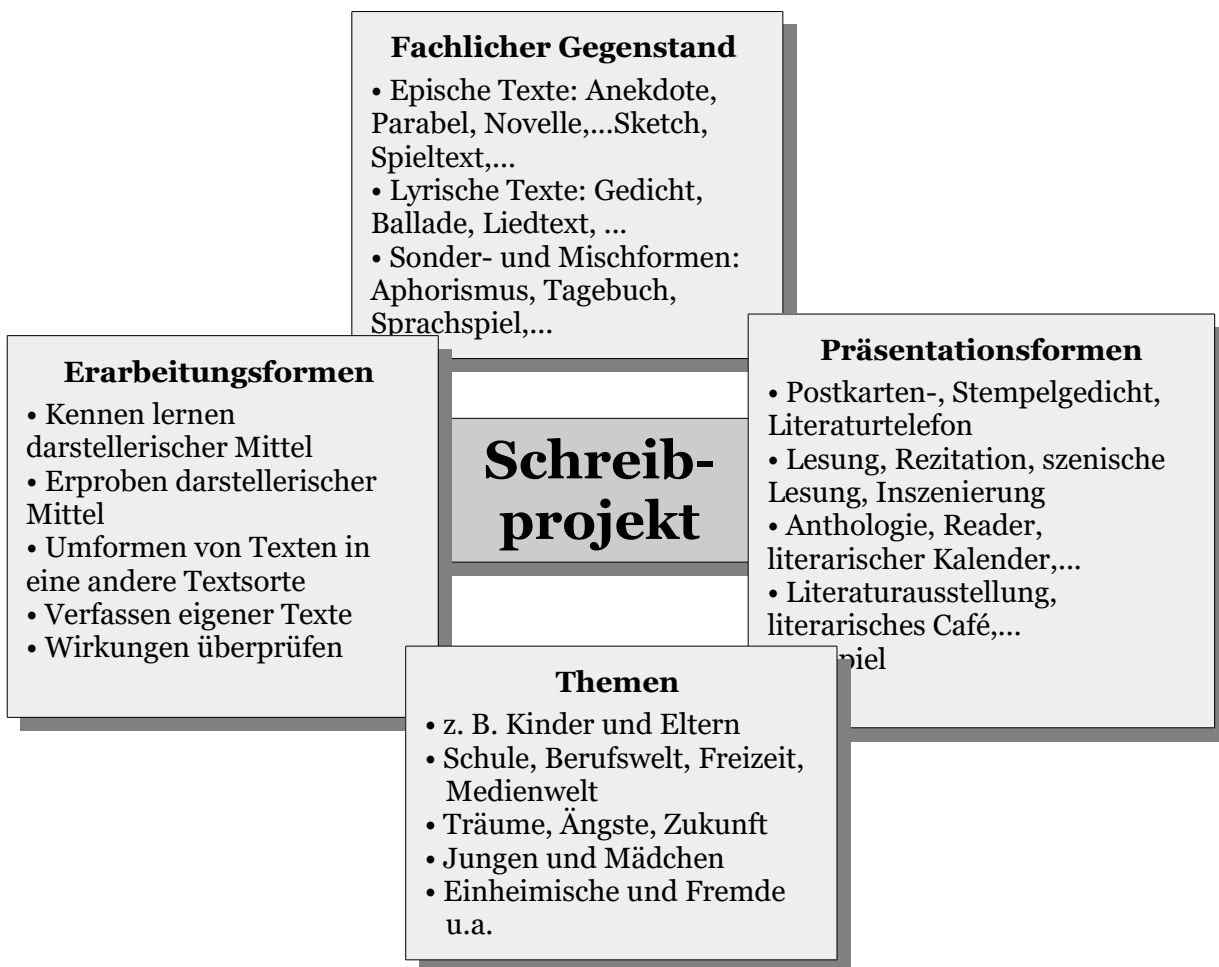 Fachlicher Gegenstand
• Epische Texte: Anekdote,
Parabel, Novelle,...Sketch,
Spieltext,...
• Lyrische Texte: Gedicht,
Ballade, Liedtext, ...
• Sonder- und Mischformen:
Aphorismus, Tagebuch,
Sprachspiel,...
Erarbeitungsformen
• Kennen lernen
darstellerischer Mittel
• Erproben darstellerischer
Mittel
• Umformen von Texten in
eine andere Textsorte
• Verfassen eigener Texte
• Wirkungen überprüfen
Schreib-
projekt
Präsentationsformen
• Postkarten-, Stempelgedicht,
Literaturtelefon
• Lesung, Rezitation, szenische
Lesung, Inszenierung
• Anthologie, Reader,
literarischer Kalender,...
• Literaturausstellung,
literarisches Café,...
Themen
• z. B. Kinder und Eltern
• Schule, Berufswelt, Freizeit,
Medienwelt
• Träume, Ängste, Zukunft
• Jungen und Mädchen
• Einheimische und Fremde
u.a.